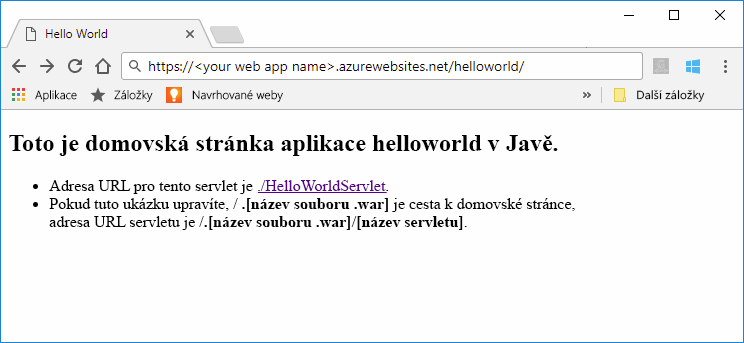 Hello World
https://<your web app name>.azurewebsites.net/helloworld/
Aplikace Záložky Navrhované weby » Další záložky
Toto je domovská stránka aplikace helloworld v Javě.
• Adresa URL pro tento servlet je ./HelloWorldServlet.
• Pokud tuto ukázku upravíte, / .[název souboru .war] je cesta k domovské stránce,
adresa URL servletu je /.[název souboru .war]/[název servletu].